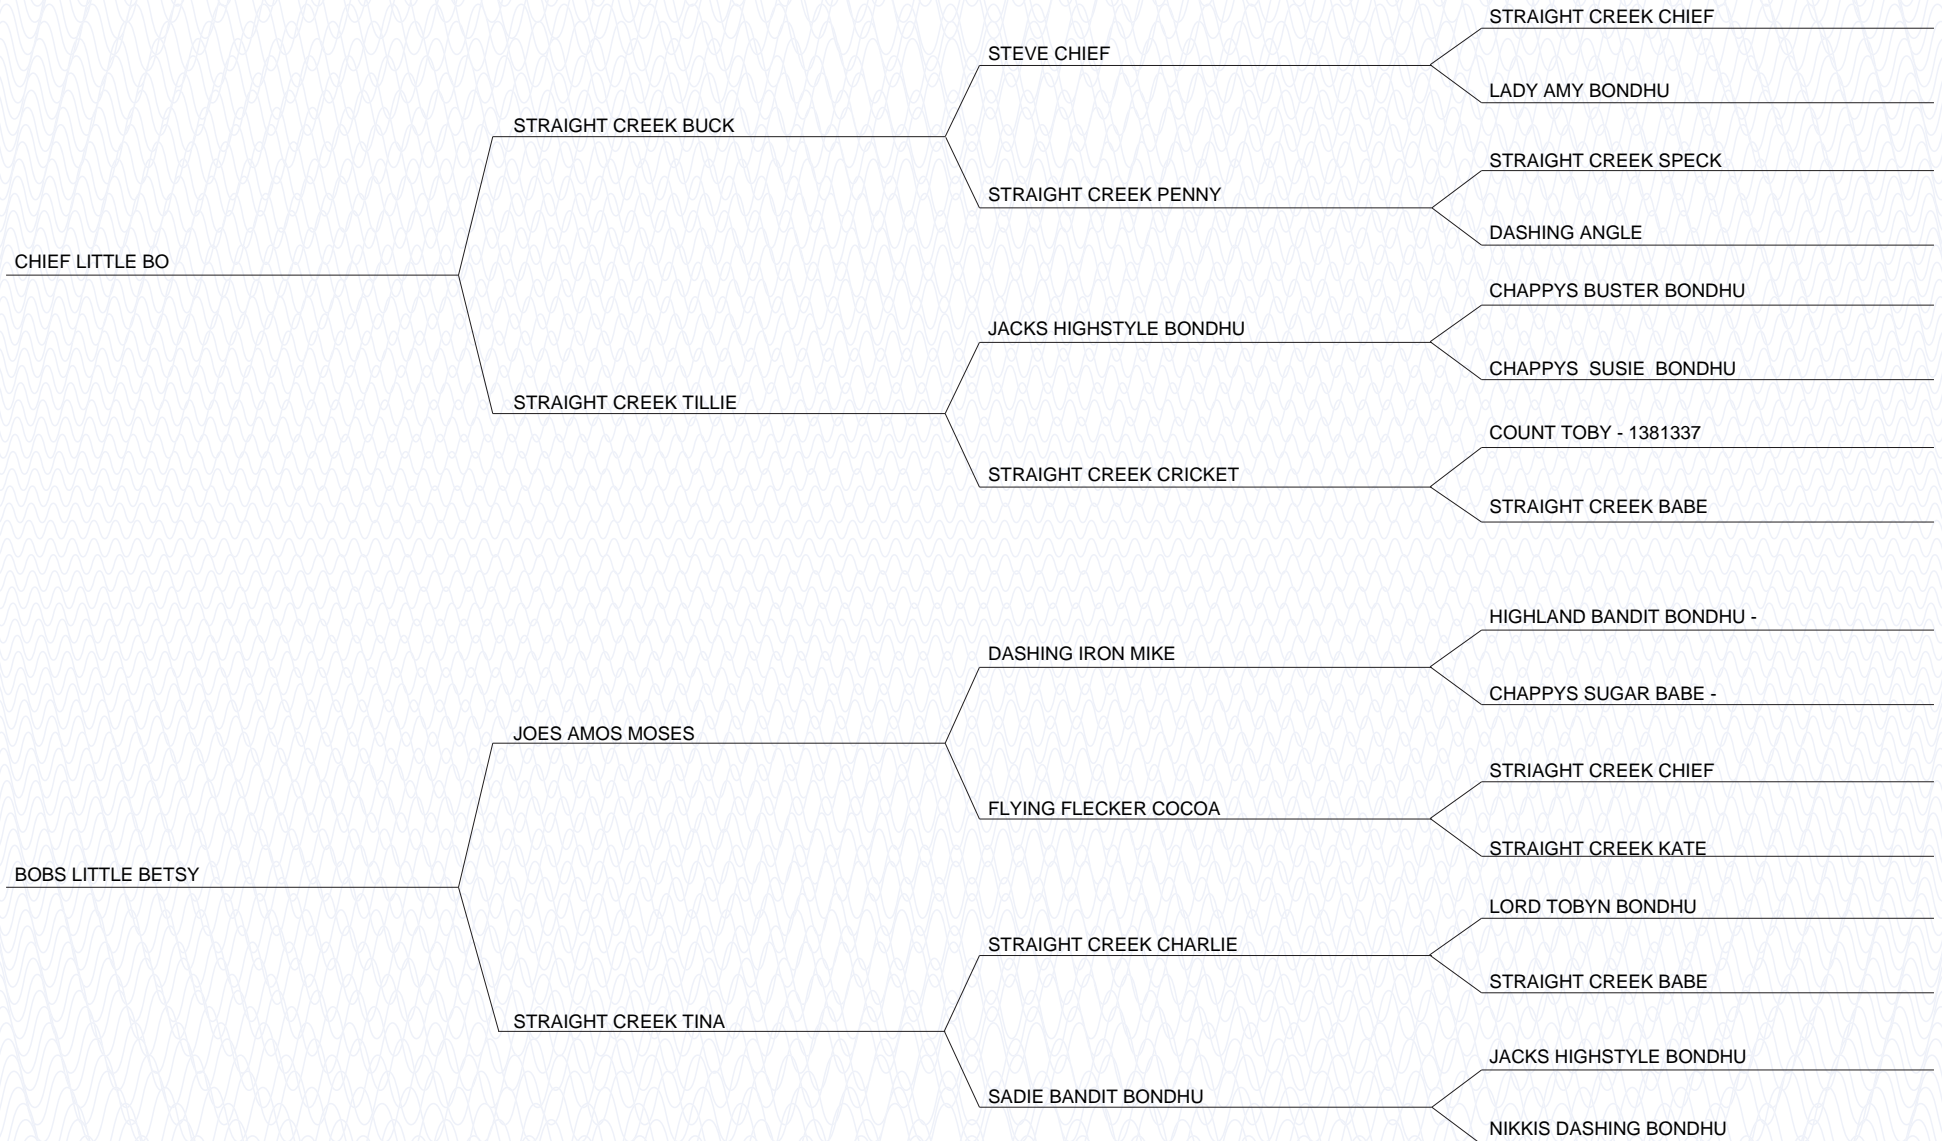 STRAIGHT CREEK CHIEF
STEVE CHIEF
LADY AMY BONDHU
STRAIGHT CREEK BUCK
STRAIGHT CREEK SPECK
STRAIGHT CREEK PENNY
DASHING ANGLE
CHIEF LITTLE BO
CHAPPYS BUSTER BONDHU
JACKS HIGHSTYLE BONDHU
CHAPPYS  SUSIE  BONDHU
STRAIGHT CREEK TILLIE
COUNT TOBY - 1381337
STRAIGHT CREEK CRICKET
STRAIGHT CREEK BABE
HIGHLAND BANDIT BONDHU -
DASHING IRON MIKE
CHAPPYS SUGAR BABE -
JOES AMOS MOSES
STRIAGHT CREEK CHIEF
FLYING FLECKER COCOA
STRAIGHT CREEK KATE
BOBS LITTLE BETSY
LORD TOBYN BONDHU
STRAIGHT CREEK CHARLIE
STRAIGHT CREEK BABE
STRAIGHT CREEK TINA
JACKS HIGHSTYLE BONDHU
SADIE BANDIT BONDHU
NIKKIS DASHING BONDHU